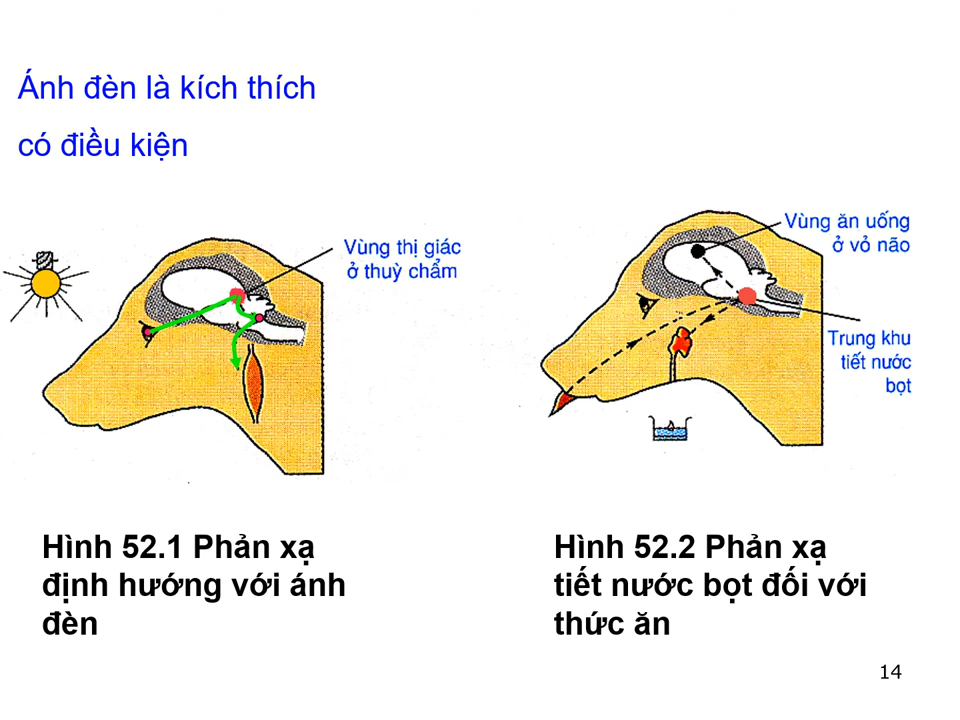 Ánh đèn là kích thích
có điều kiện
Vùng thị giác
ở thuỳ chẩm
Vùng ăn uống
ở vỏ não
Trung khu
tiết nước
bọt
Hình 52.1 Phản xạ
định hướng với ánh
đèn
Hình 52.2 Phản xạ
tiết nước bọt đối với
thức ăn
14